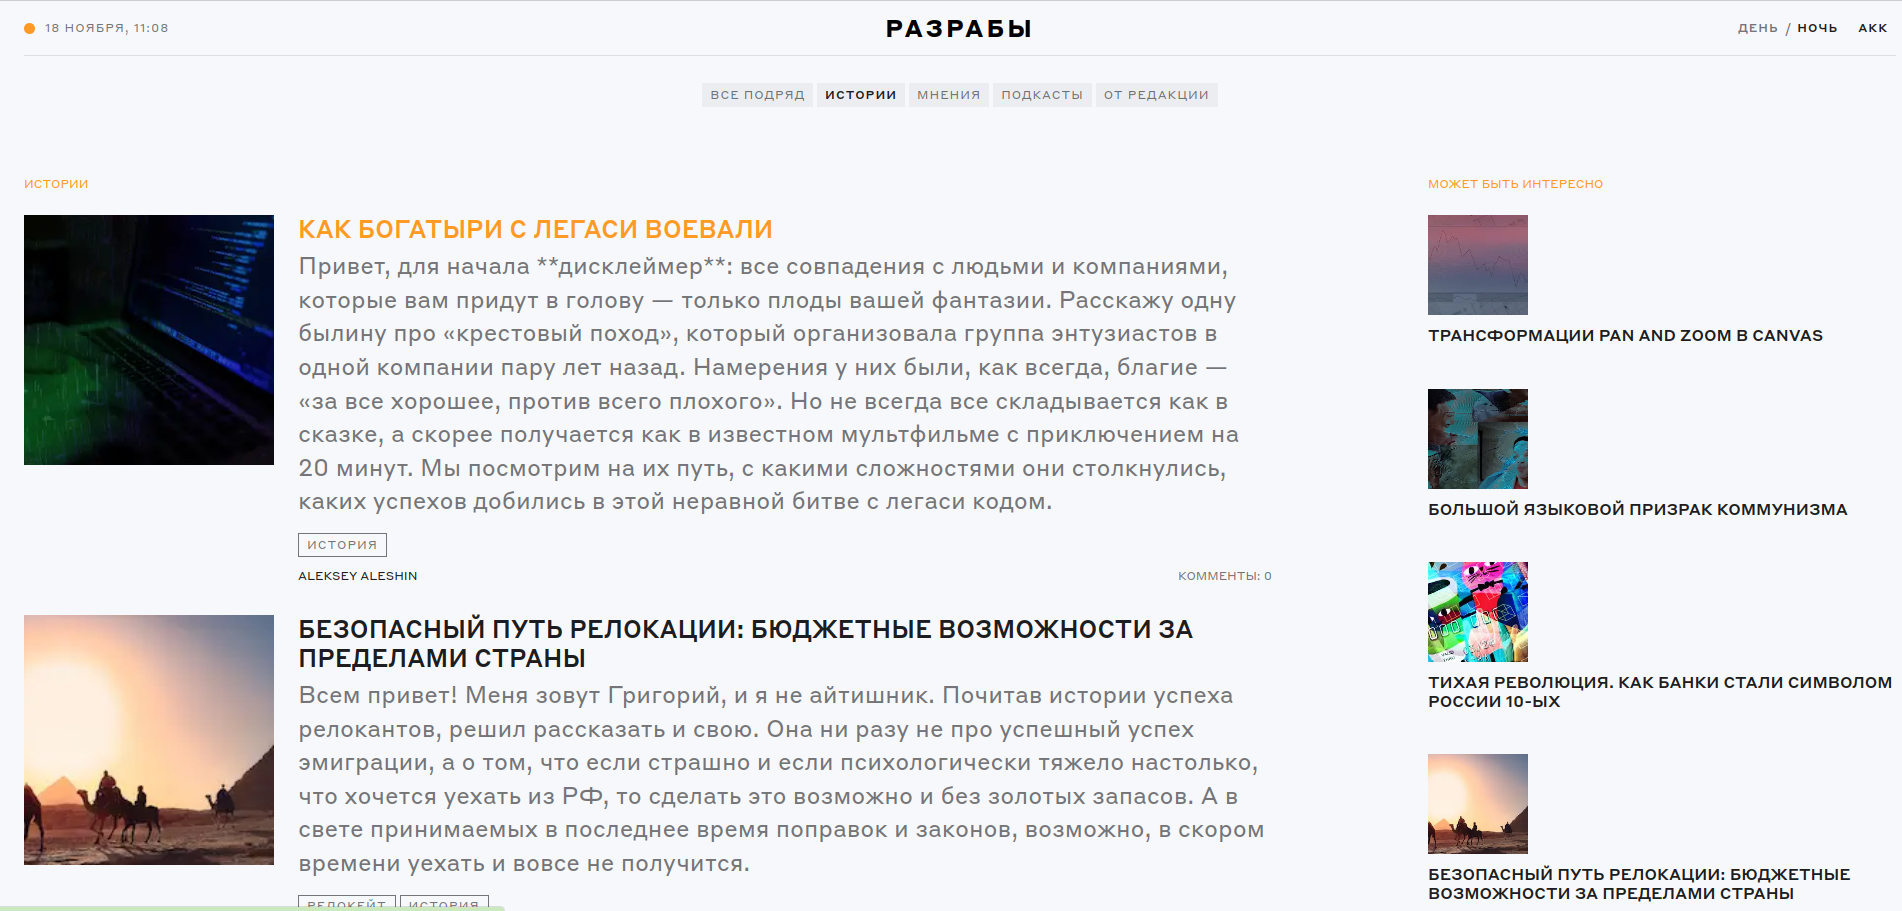 18 НОЯБРЯ, 11:08
РАЗРАБЫ
ДЕНЬ / НОЧЬ АКК
ВСЕ ПОДРЯД ИСТОРИИ МНЕНИЯ ПОДКАСТЫ ОТ РЕДАКЦИИ
ИСТОРИИ
КАК БОГАТЫРИ С ЛЕГАСИ ВОЕВАЛИ
Привет, для начала **дисклеймер**: все совпадения с людьми и компаниями,
которые вам придут в голову — только плоды вашей фантазии. Расскажу одну
былину про «крестовый поход», который организовала группа энтузиастов в
одной компании пару лет назад. Намерения у них были, как всегда, благие —
«за все хорошее, против всего плохого». Но не всегда все складывается как в
сказке, а скорее получается как в известном мультфильме с приключением на
20 минут. Мы посмотрим на их путь, с какими сложностями они столкнулись,
каких успехов добились в этой неравной битве с легаси кодом.
ИСТОРИЯ
ALEKSEY ALESHIN
КОММЕНТЫ: 0
БЕЗОПАСНЫЙ ПУТЬ РЕЛОКАЦИИ: БЮДЖЕТНЫЕ ВОЗМОЖНОСТИ ЗА
ПРЕДЕЛАМИ СТРАНЫ
Всем привет! Меня зовут Григорий, и я не айтишник. Почитав истории успеха
релокантов, решил рассказать и свою. Она ни разу не про успешный успех
эмиграции, а о том, что если страшно и если психологически тяжело настолько,
что хочется уехать из РФ, то сделать это возможно и без золотых запасов. А в
свете принимаемых в последнее время поправок и законов, возможно, в скором
времени уехать и вовсе не получится.
РЕЛОКЕЙТ ИСТОРИЯ
МОЖЕТ БЫТЬ ИНТЕРЕСНО
ТРАНСФОРМАЦИИ PAN AND ZOOM В CANVAS
БОЛЬШОЙ ЯЗЫКОВОЙ ПРИЗРАК КОММУНИЗМА
ТИХАЯ РЕВОЛЮЦИЯ. КАК БАНКИ СТАЛИ СИМВОЛОМ
РОССИИ 10-ЫХ
БЕЗОПАСНЫЙ ПУТЬ РЕЛОКАЦИИ: БЮДЖЕТНЫЕ
ВОЗМОЖНОСТИ ЗА ПРЕДЕЛАМИ СТРАНЫ